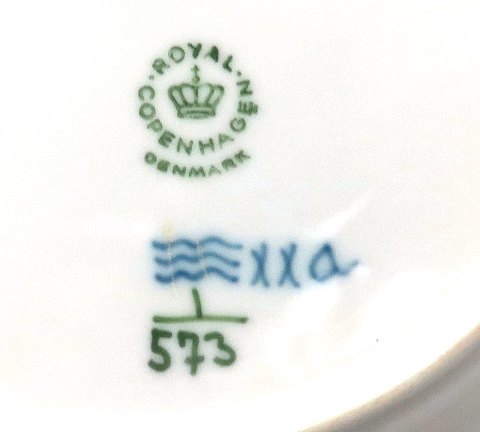 ROYAL
COPENHAGEN
DENMARK
xxa
1
573